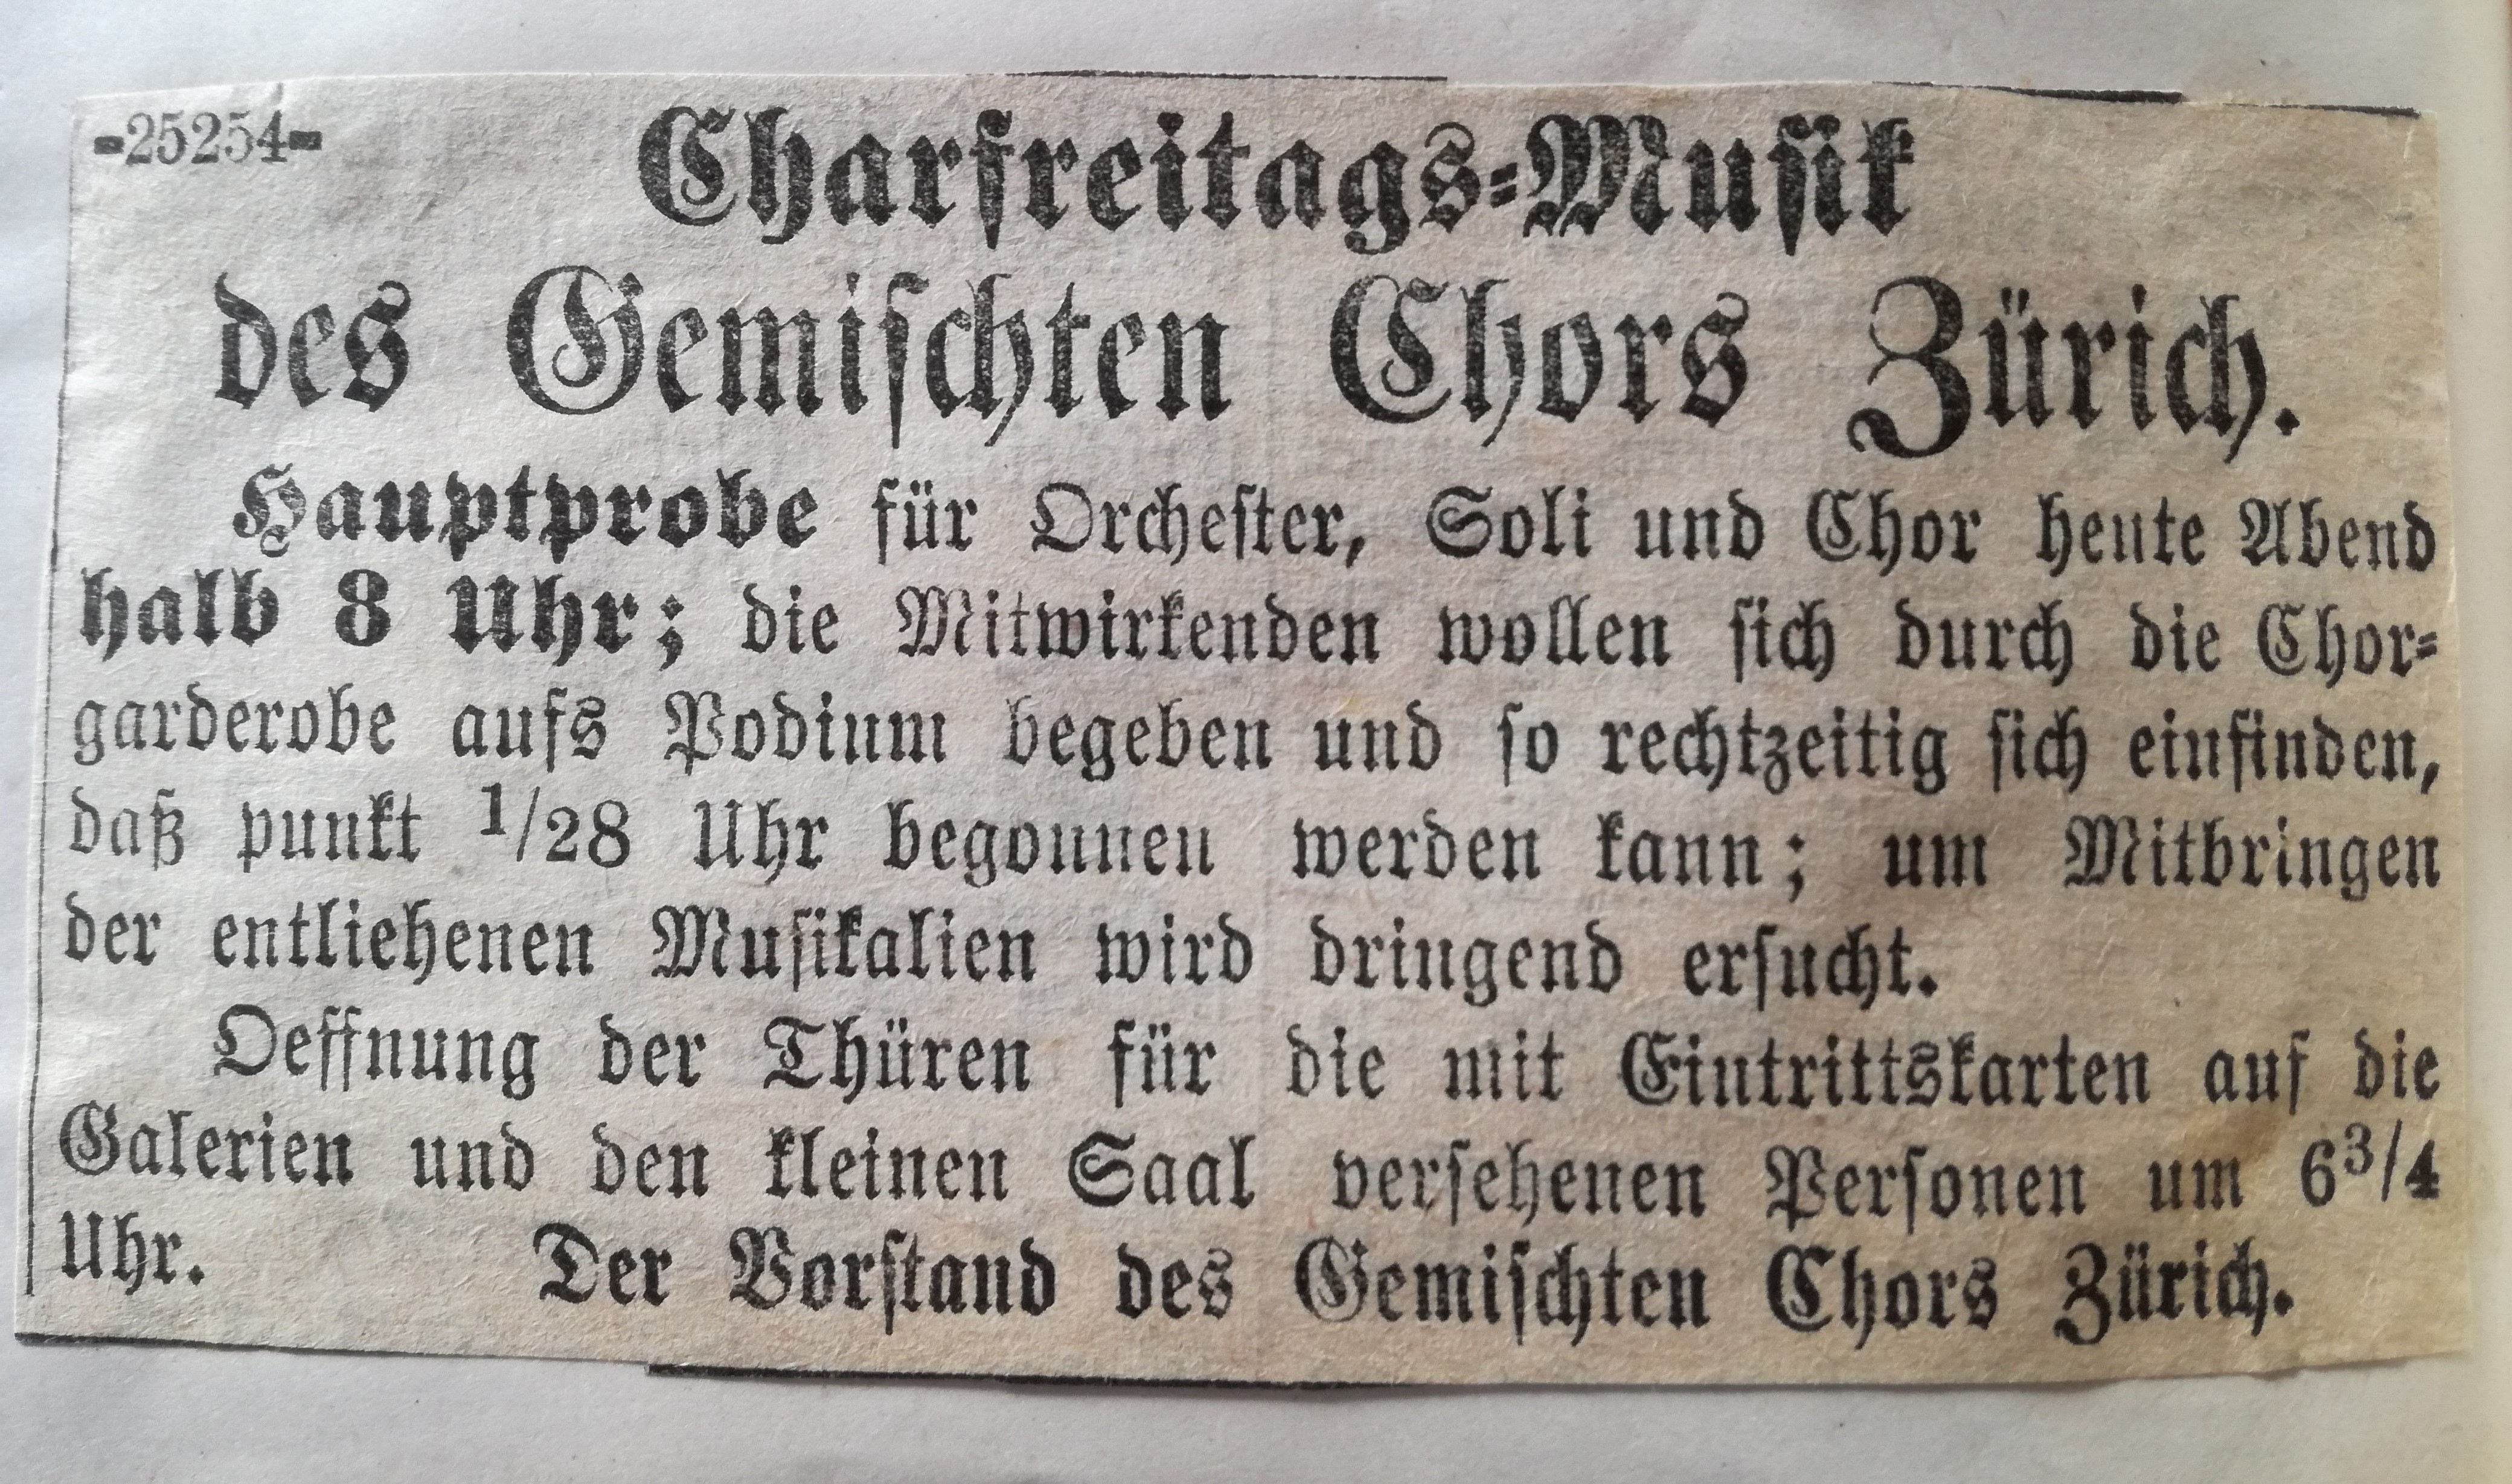 -25254-
Charfreitags-Musik
des Gemischten Chors Zürich.
Hauptprobe für Orchester, Soli und Chor heute Abend
halb 8 Uhr; die Mitwirkenden wollen sich durch die Chor-
garderobe aufs Podium begeben und so rechtzeitig sich einfinden,
daß punkt 1/28 Uhr begonnen werden kann; um Mitbringen
der entliehenen Musikalien wird dringend ersucht.
Oeffnung der Thüren für die mit Eintrittskarten auf die
Galerien und den kleinen Saal versehenen Personen um 6 3/4
Uhr. Der Vorstand des Gemischten Chors Zürich.